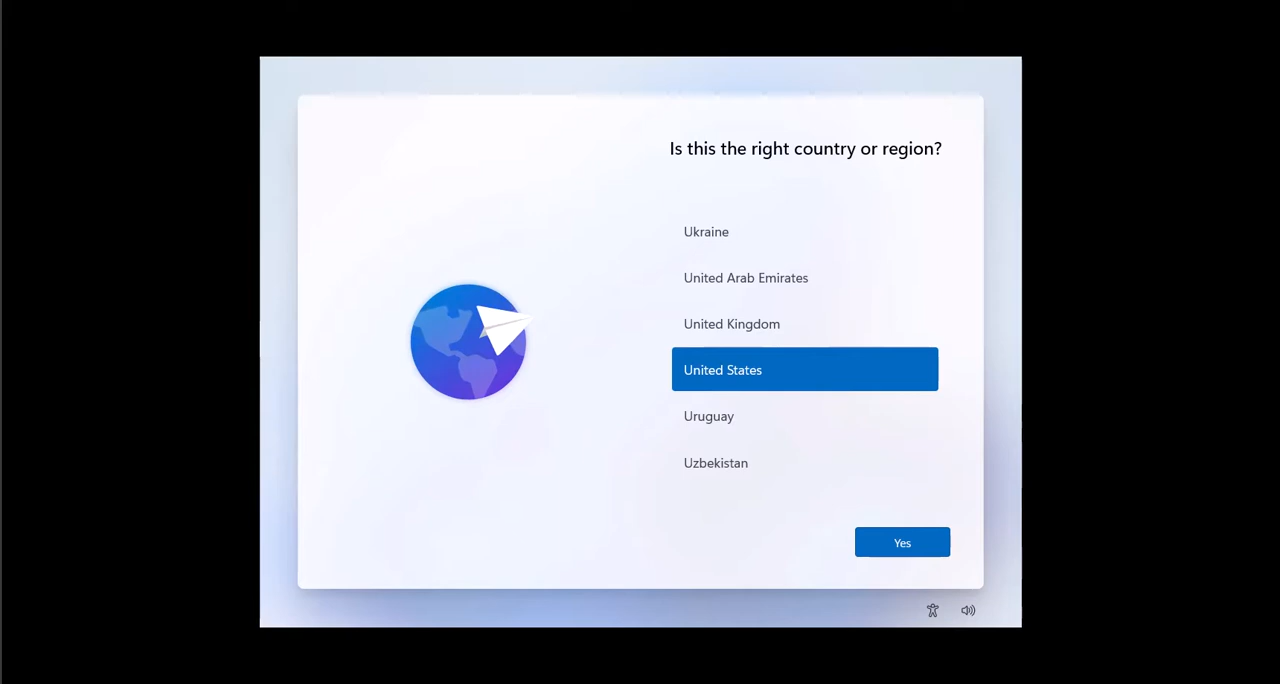 Is this the right country or region?
Ukraine
United Arab Emirates
United Kingdom
United States
Uruguay
Uzbekistan
Yes